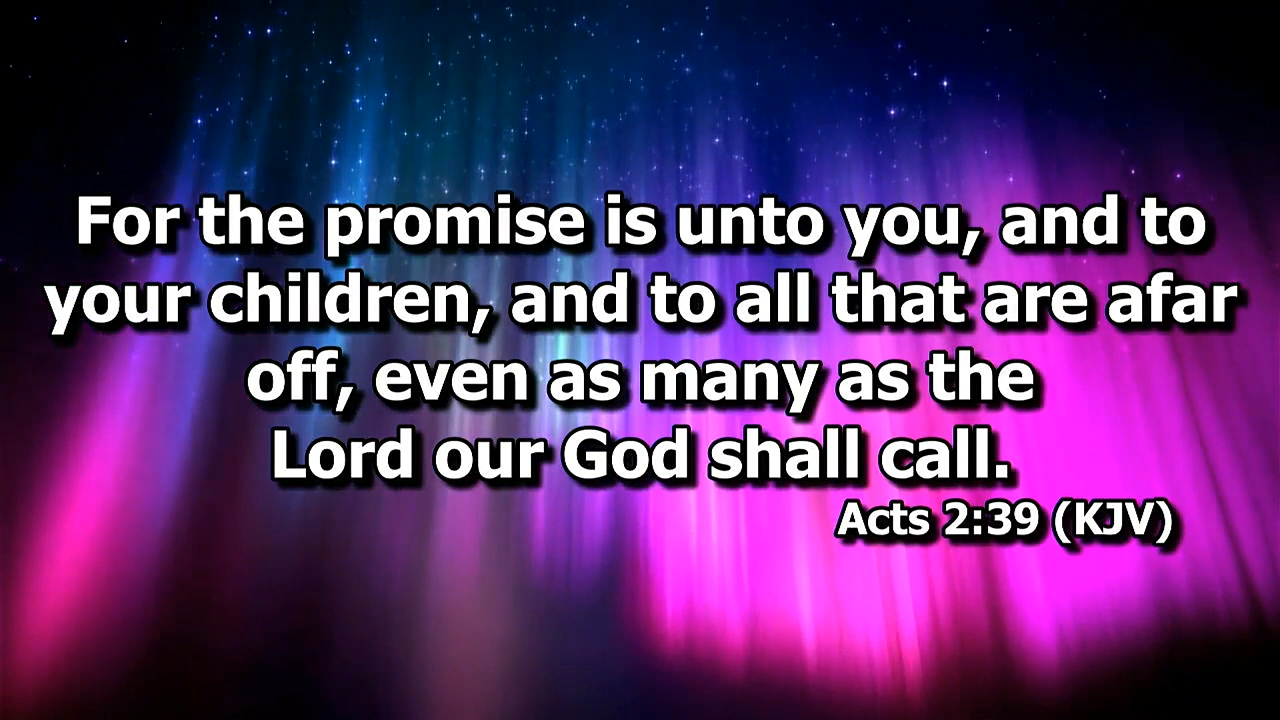 For the promise is unto you, and to
your children, and to all that are afar
off, even as many as the
Lord our God shall call.
Acts 2:39 (KJV)